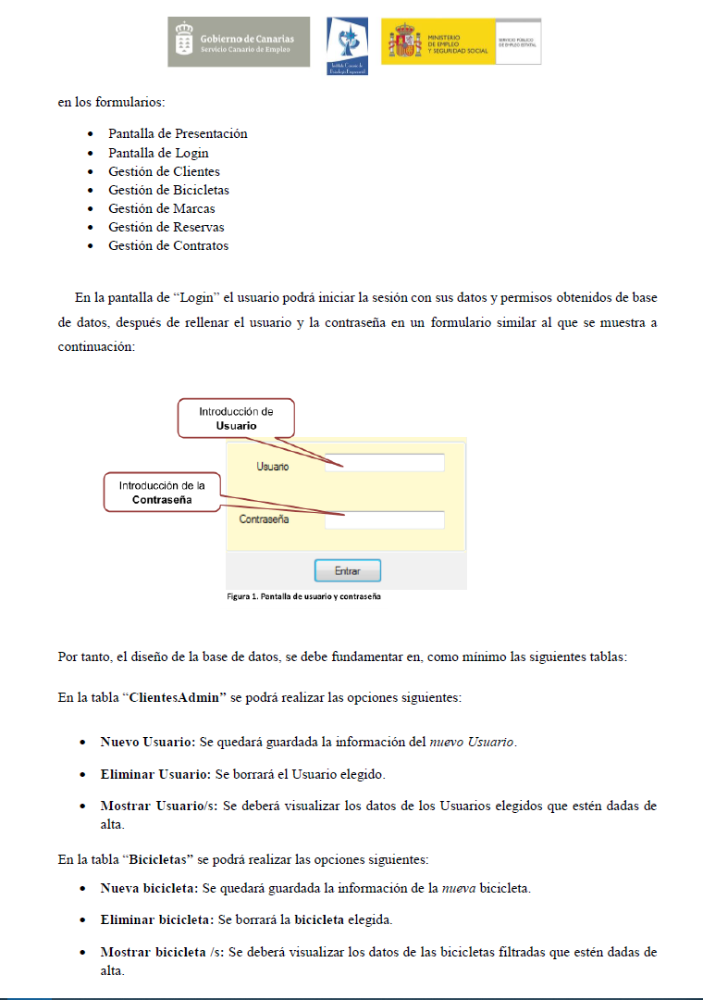 Gobierno de Canarias
Servicio Canario de Empleo
Instituto Canario de
Psicología Empresarial
MINISTERIO
DE EMPLEO
Y SEGURIDAD SOCIAL
SERVICIO PÚBLICO
DE EMPLEO ESTATAL
en los formularios:
• Pantalla de Presentación
• Pantalla de Login
• Gestión de Clientes
• Gestión de Bicicletas
• Gestión de Marcas
• Gestión de Reservas
• Gestión de Contratos
En la pantalla de “Login” el usuario podrá iniciar la sesión con sus datos y permisos obtenidos de base
de datos, después de rellenar el usuario y la contraseña en un formulario similar al que se muestra a
continuación:
Introducción de
Usuario
Usuario
Introducción de la
Contraseña
Contraseña
Entrar
Figura 1. Pantalla de usuario y contraseña
Por tanto, el diseño de la base de datos, se debe fundamentar en, como mínimo las siguientes tablas:
En la tabla “ClientesAdmin” se podrá realizar las opciones siguientes:
• Nuevo Usuario: Se quedará guardada la información del nuevo Usuario.
• Eliminar Usuario: Se borrará el Usuario elegido.
• Mostrar Usuario/s: Se deberá visualizar los datos de los Usuarios elegidos que estén dadas de
alta.
En la tabla “Bicicletas” se podrá realizar las opciones siguientes:
• Nueva bicicleta: Se quedará guardada la información de la nueva bicicleta.
• Eliminar bicicleta: Se borrará la bicicleta elegida.
• Mostrar bicicleta /s: Se deberá visualizar los datos de las bicicletas filtradas que estén dadas de
alta.